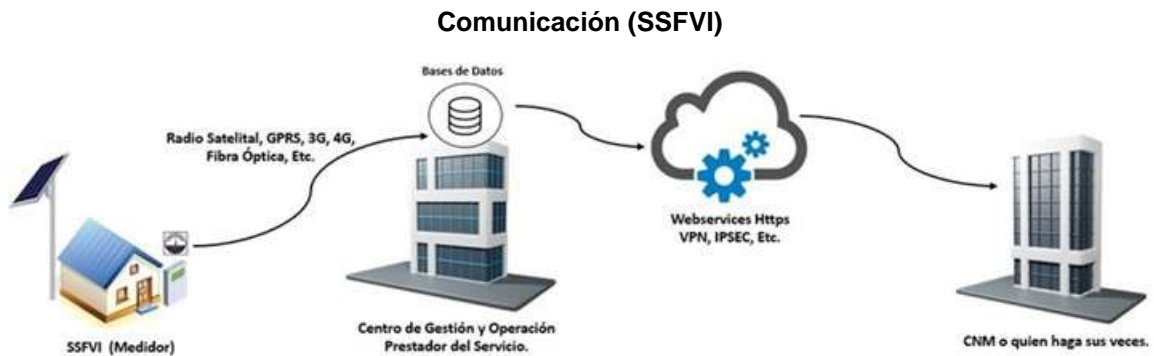 Comunicación (SSFVI)
Bases de Datos
Radio Satelital, GPRS, 3G, 4G,
Fibra Óptica, Etc.
Webservices Https
VPN, IPSEC, Etc.
SSFVI (Medidor)
Centro de Gestión y Operación
Prestador del Servicio.
CNM o quien haga sus veces.